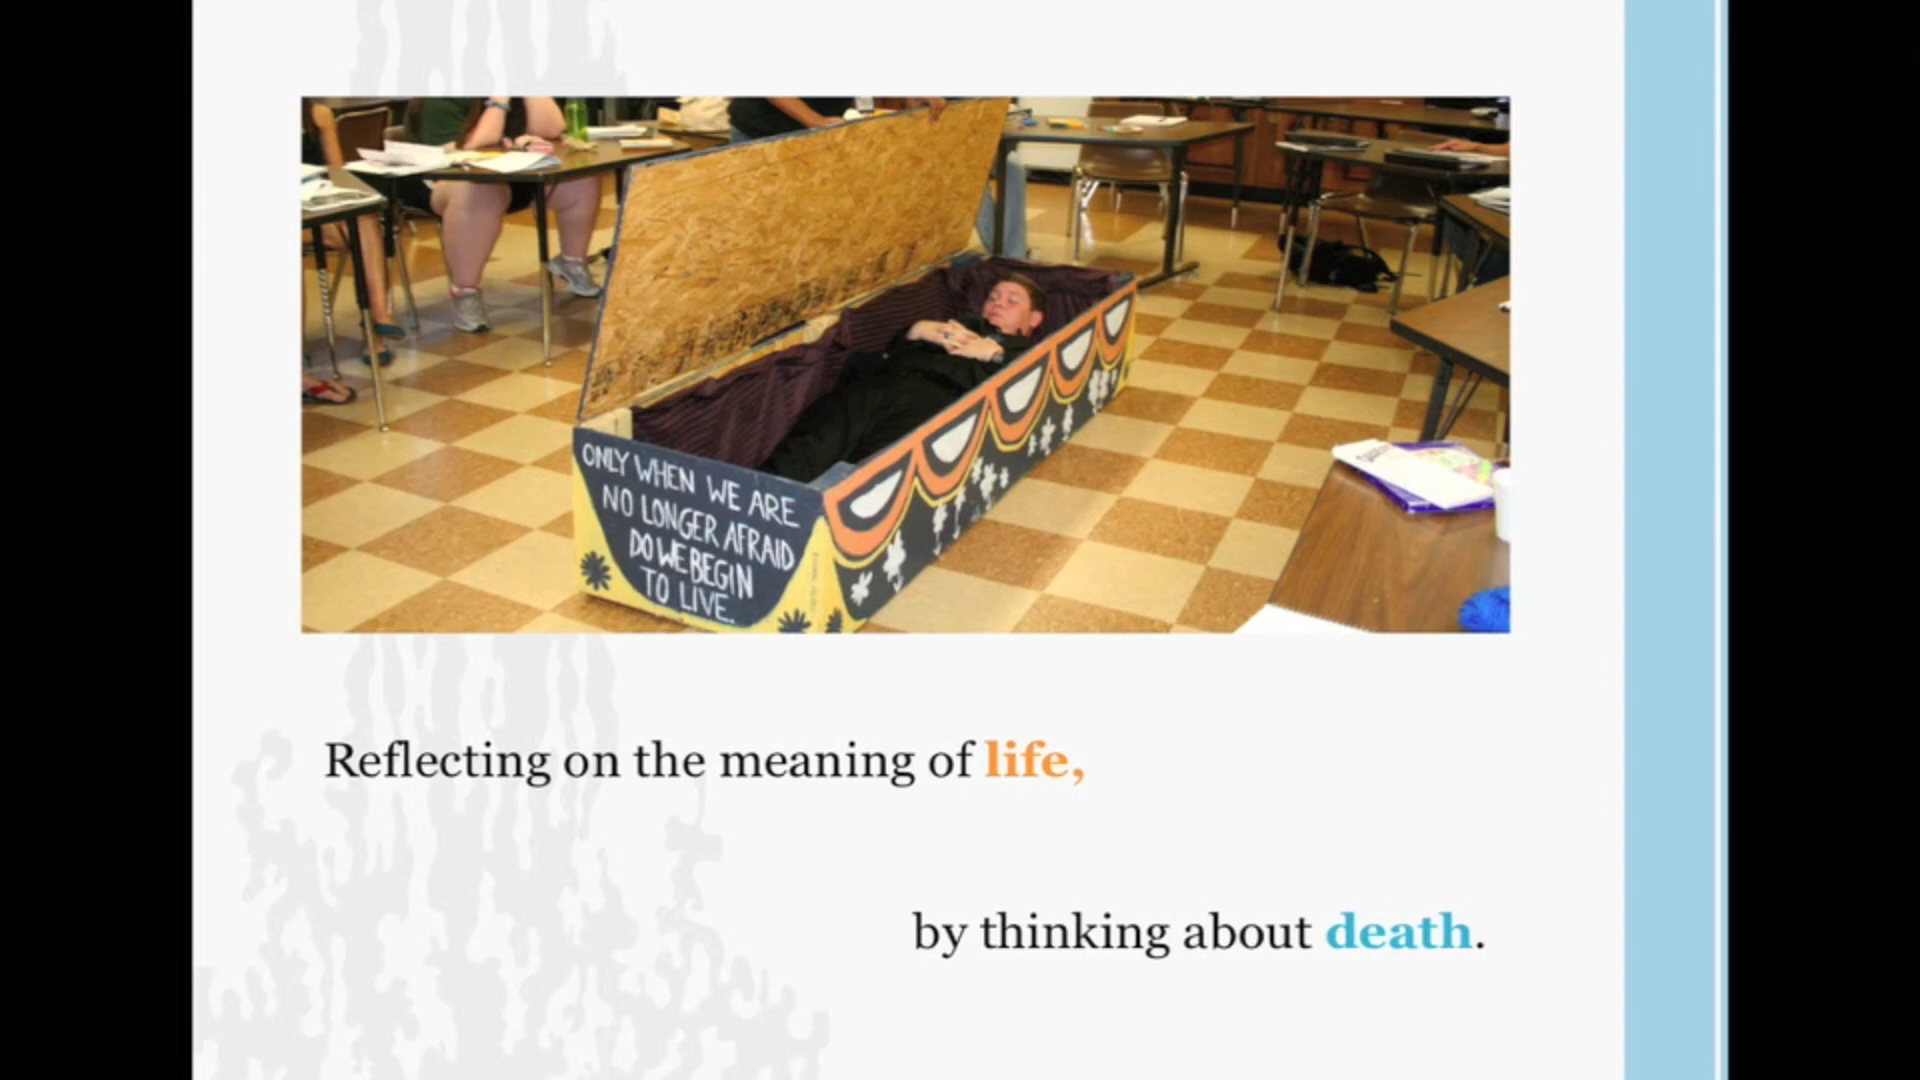 ONLY WHEN WE ARE
NO LONGER AFRAID
DO WE BEGIN
TO LIVE.
Reflecting on the meaning of life,
by thinking about death.